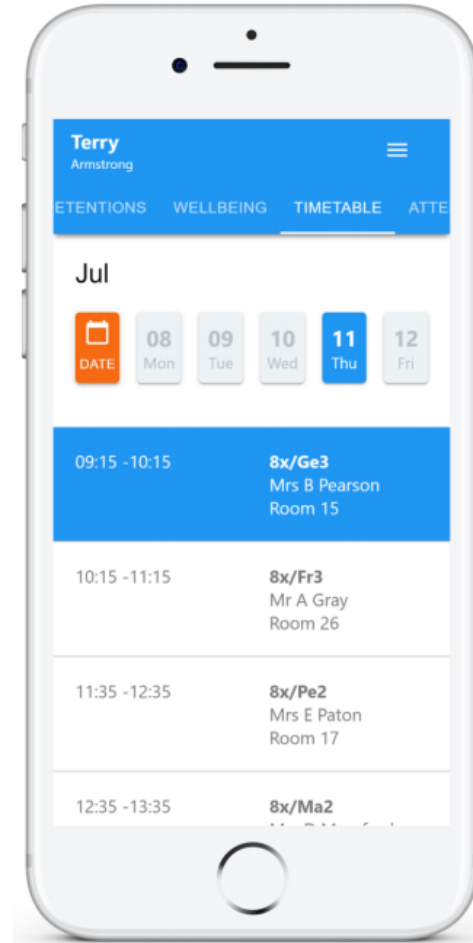 Terry
Armstrong
ETENTIONS WELLBEING TIMETABLE ATTE
Jul
DATE
08 Mon
09 Tue
10 Wed
11 Thu
12 Fri
09:15 -10:15
8x/Ge3
Mrs B Pearson
Room 15
10:15 -11:15
8x/Fr3
Mr A Gray
Room 26
11:35 -12:35
8x/Pe2
Mrs E Paton
Room 17
12:35 -13:35
8x/Ma2